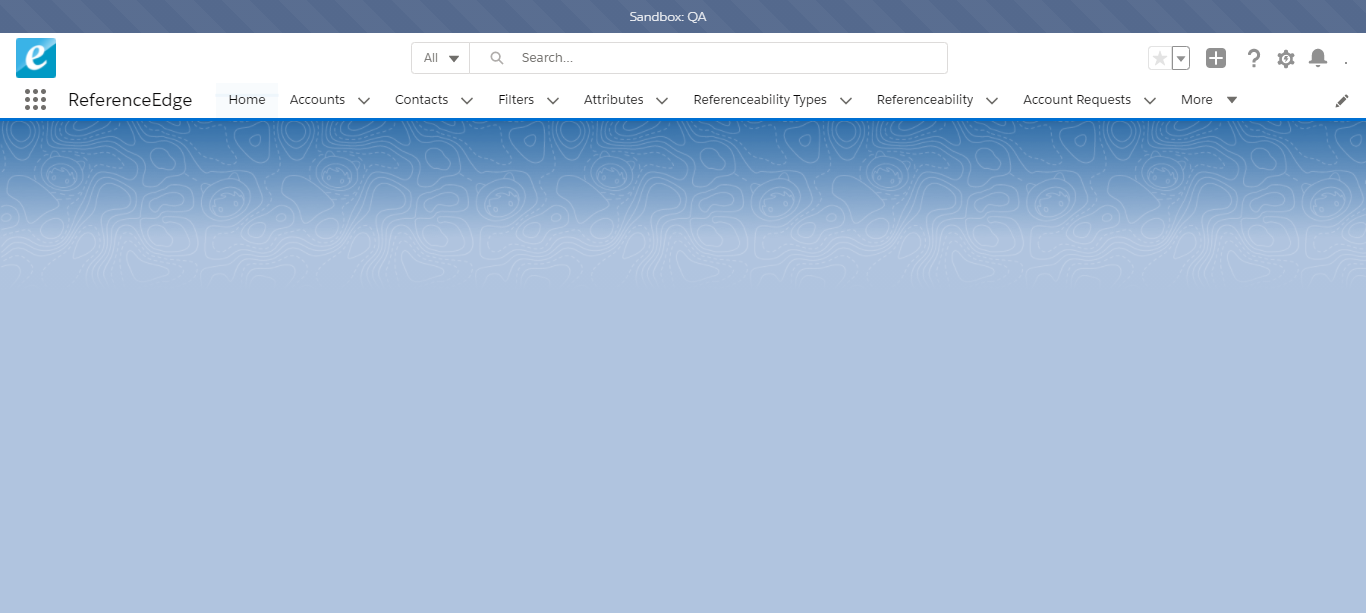 Sandbox: QA
All Search...
ReferenceEdge Home Accounts Contacts Filters Attributes Referenceability Types Referenceability Account Requests More